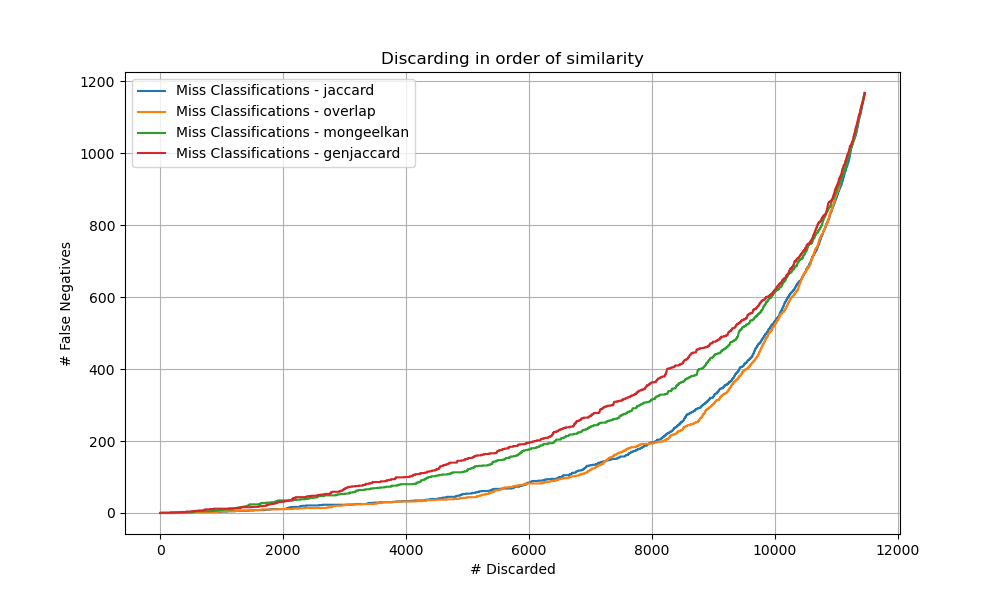 Discarding in order of similarity
Miss Classifications - jaccard
Miss Classifications - overlap
Miss Classifications - mongeelkan
Miss Classifications - genjaccard
1200
1000
800
600
400
200
0
# False Negatives
0 2000 4000 6000 8000 10000 12000
# Discarded